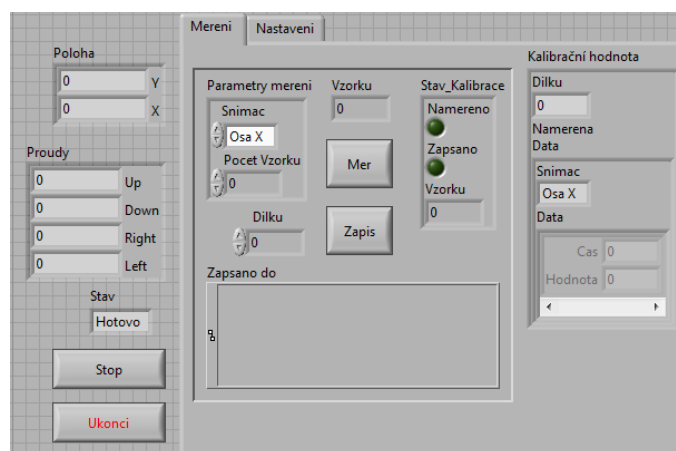 Mereni
Nastaveni
Poloha
0
Y
0
X
Proudy
0
Up
0
Down
0
Right
0
Left
Stav
Hotovo
Stop
Ukonci
Parametry mereni
Snimac
Osa X
Pocet Vzorku
0
Dilku
0
Vzorku
0
Mer
Zapis
Stav_Kalibrace
Namereno
Zapsano
Vzorku
0
Zapsano do
Kalibrační hodnota
Dilku
0
Namerena
Data
Snimac
Osa X
Data
Cas 0
Hodnota 0